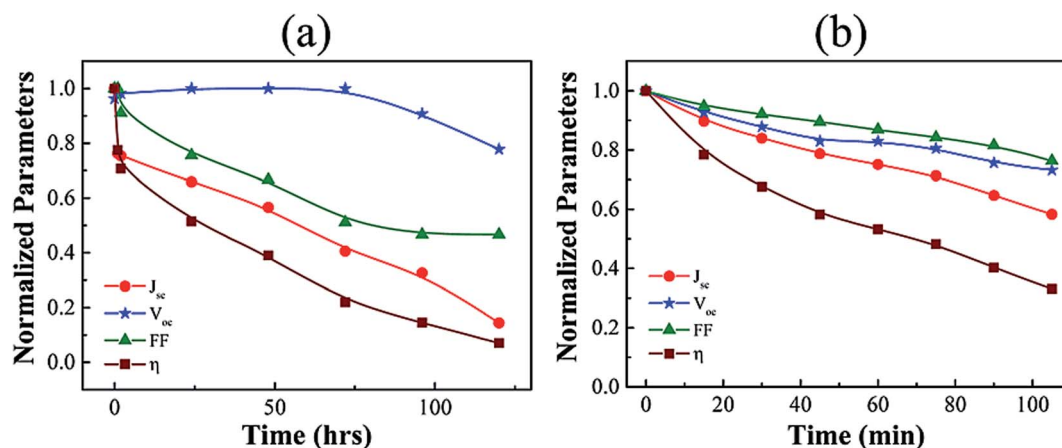 (a)
Normalized Parameters
1.0
0.8
0.6
0.4
0.2
0.0
J_sc
V_oc
FF
η
0 50 100
Time (hrs)
(b)
Normalized Parameters
1.0
0.8
0.6
0.4
0.2
0.0
J_sc
V_oc
FF
η
0 20 40 60 80 100
Time (min)